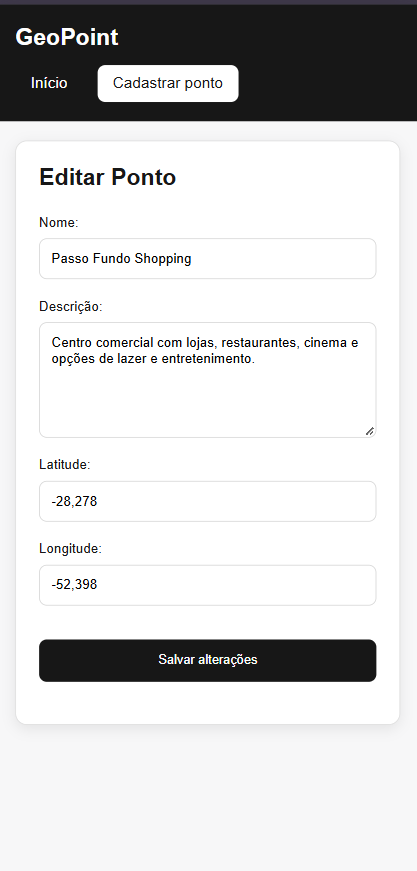 GeoPoint
Início
Cadastrar ponto
Editar Ponto
Nome:
Passo Fundo Shopping
Descrição:
Centro comercial com lojas, restaurantes, cinema e
opções de lazer e entretenimento.
Latitude:
-28,278
Longitude:
-52,398
Salvar alterações